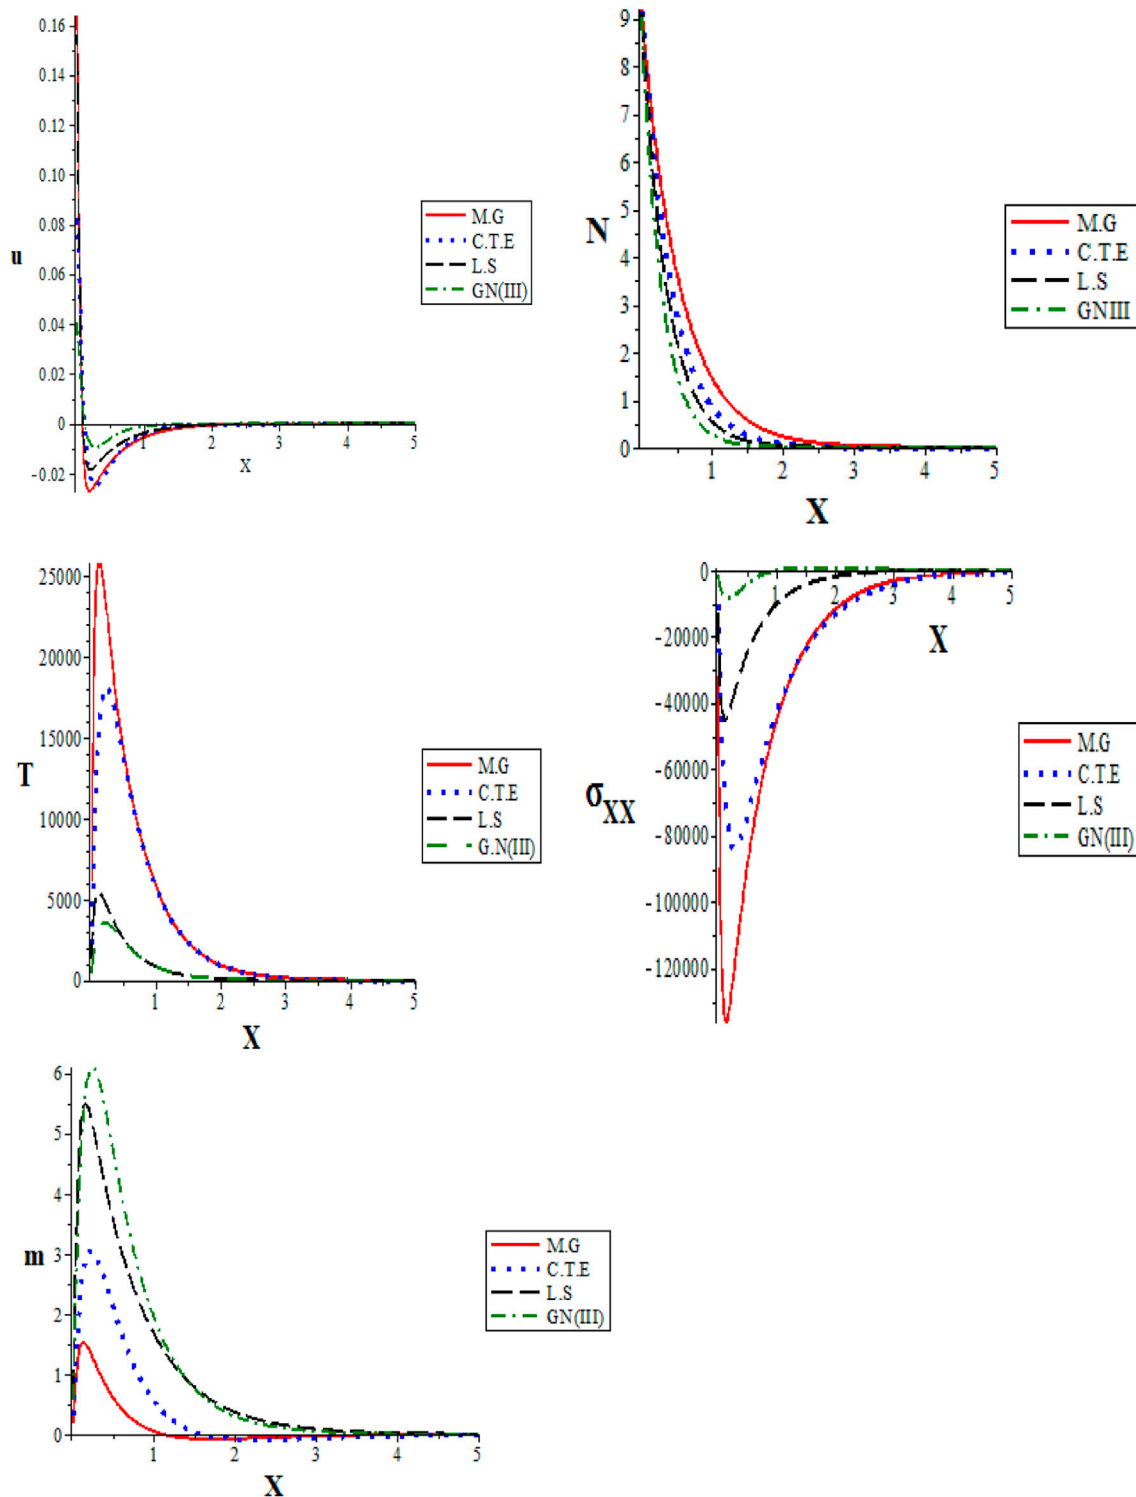 0.16
0.14
0.12
0.10
0.08
0.06
0.04
0.02
0
-0.02
u
1 2 3 4 5
X
M.G
C.T.E
L.S
GN(III)
9
8
7
6
5
4
3
2
1
0
N
1 2 3 4 5
X
M.G
C.T.E
L.S
GNIII
25000
20000
15000
10000
5000
0
T
1 2 3 4 5
X
M.G
C.T.E
L.S
G.N(III)
0
-20000
-40000
-60000
-80000
-100000
-120000
σXX
1 2 3 4 5
X
M.G
C.T.E
L.S
GN(III)
6
5
4
3
2
1
0
m
1 2 3 4 5
X
M.G
C.T.E
L.S
GN(III)